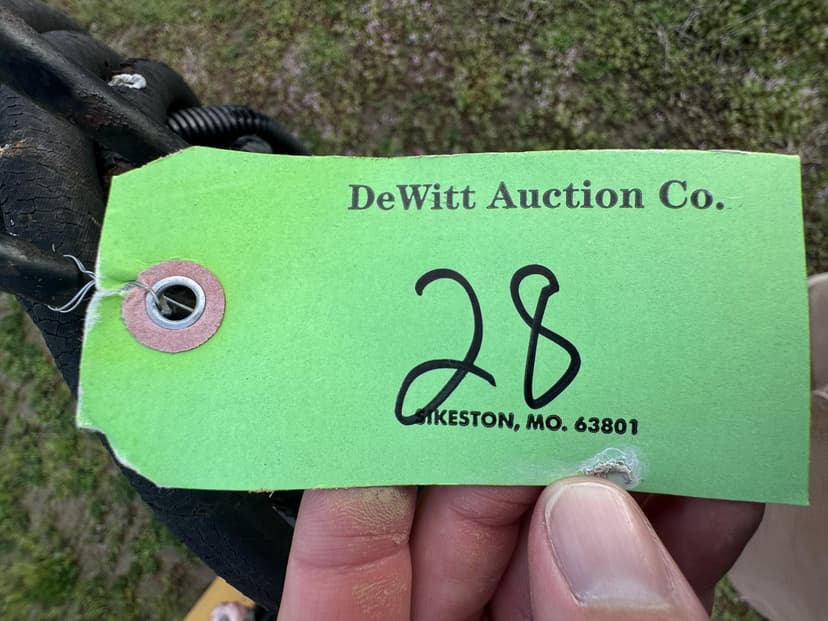 DeWitt Auction Co.
28
SIKESTON, MO. 63801